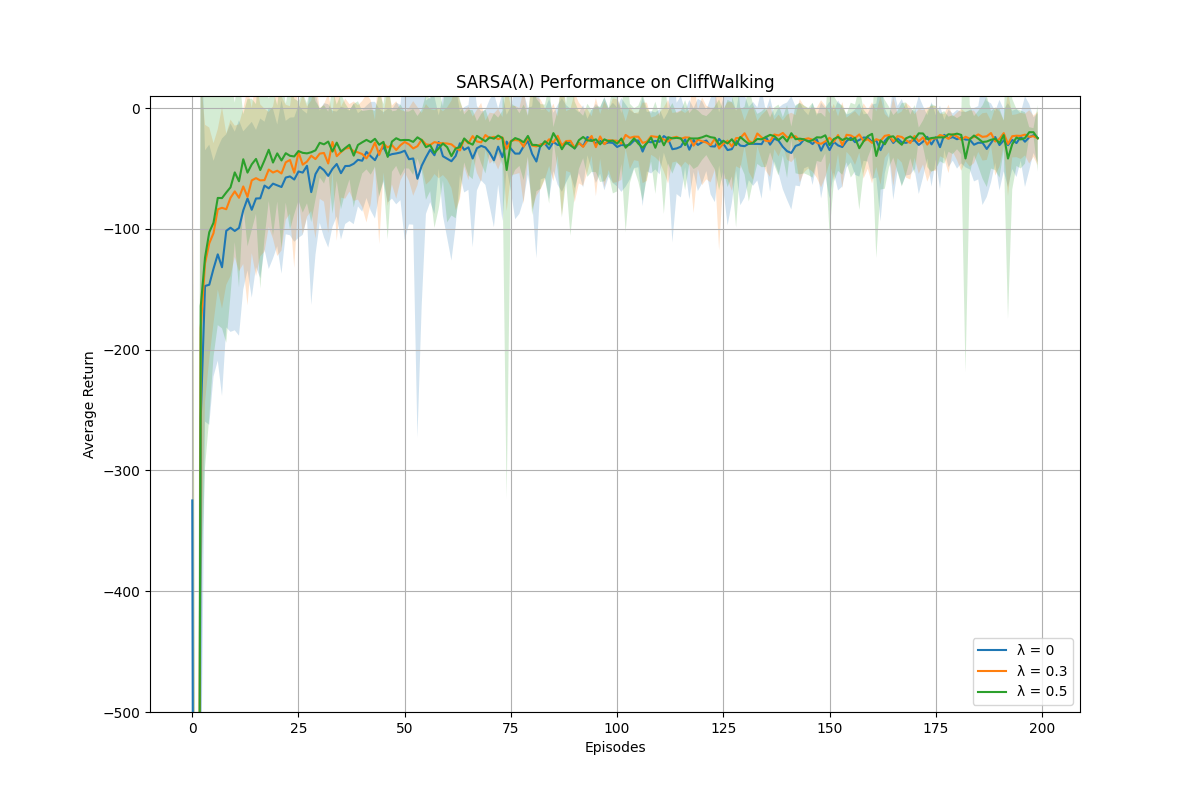 SARSA(λ) Performance on CliffWalking
Average Return
0
−100
−200
−300
−400
−500
0
25
50
75
100
125
150
175
200
Episodes
λ = 0
λ = 0.3
λ = 0.5